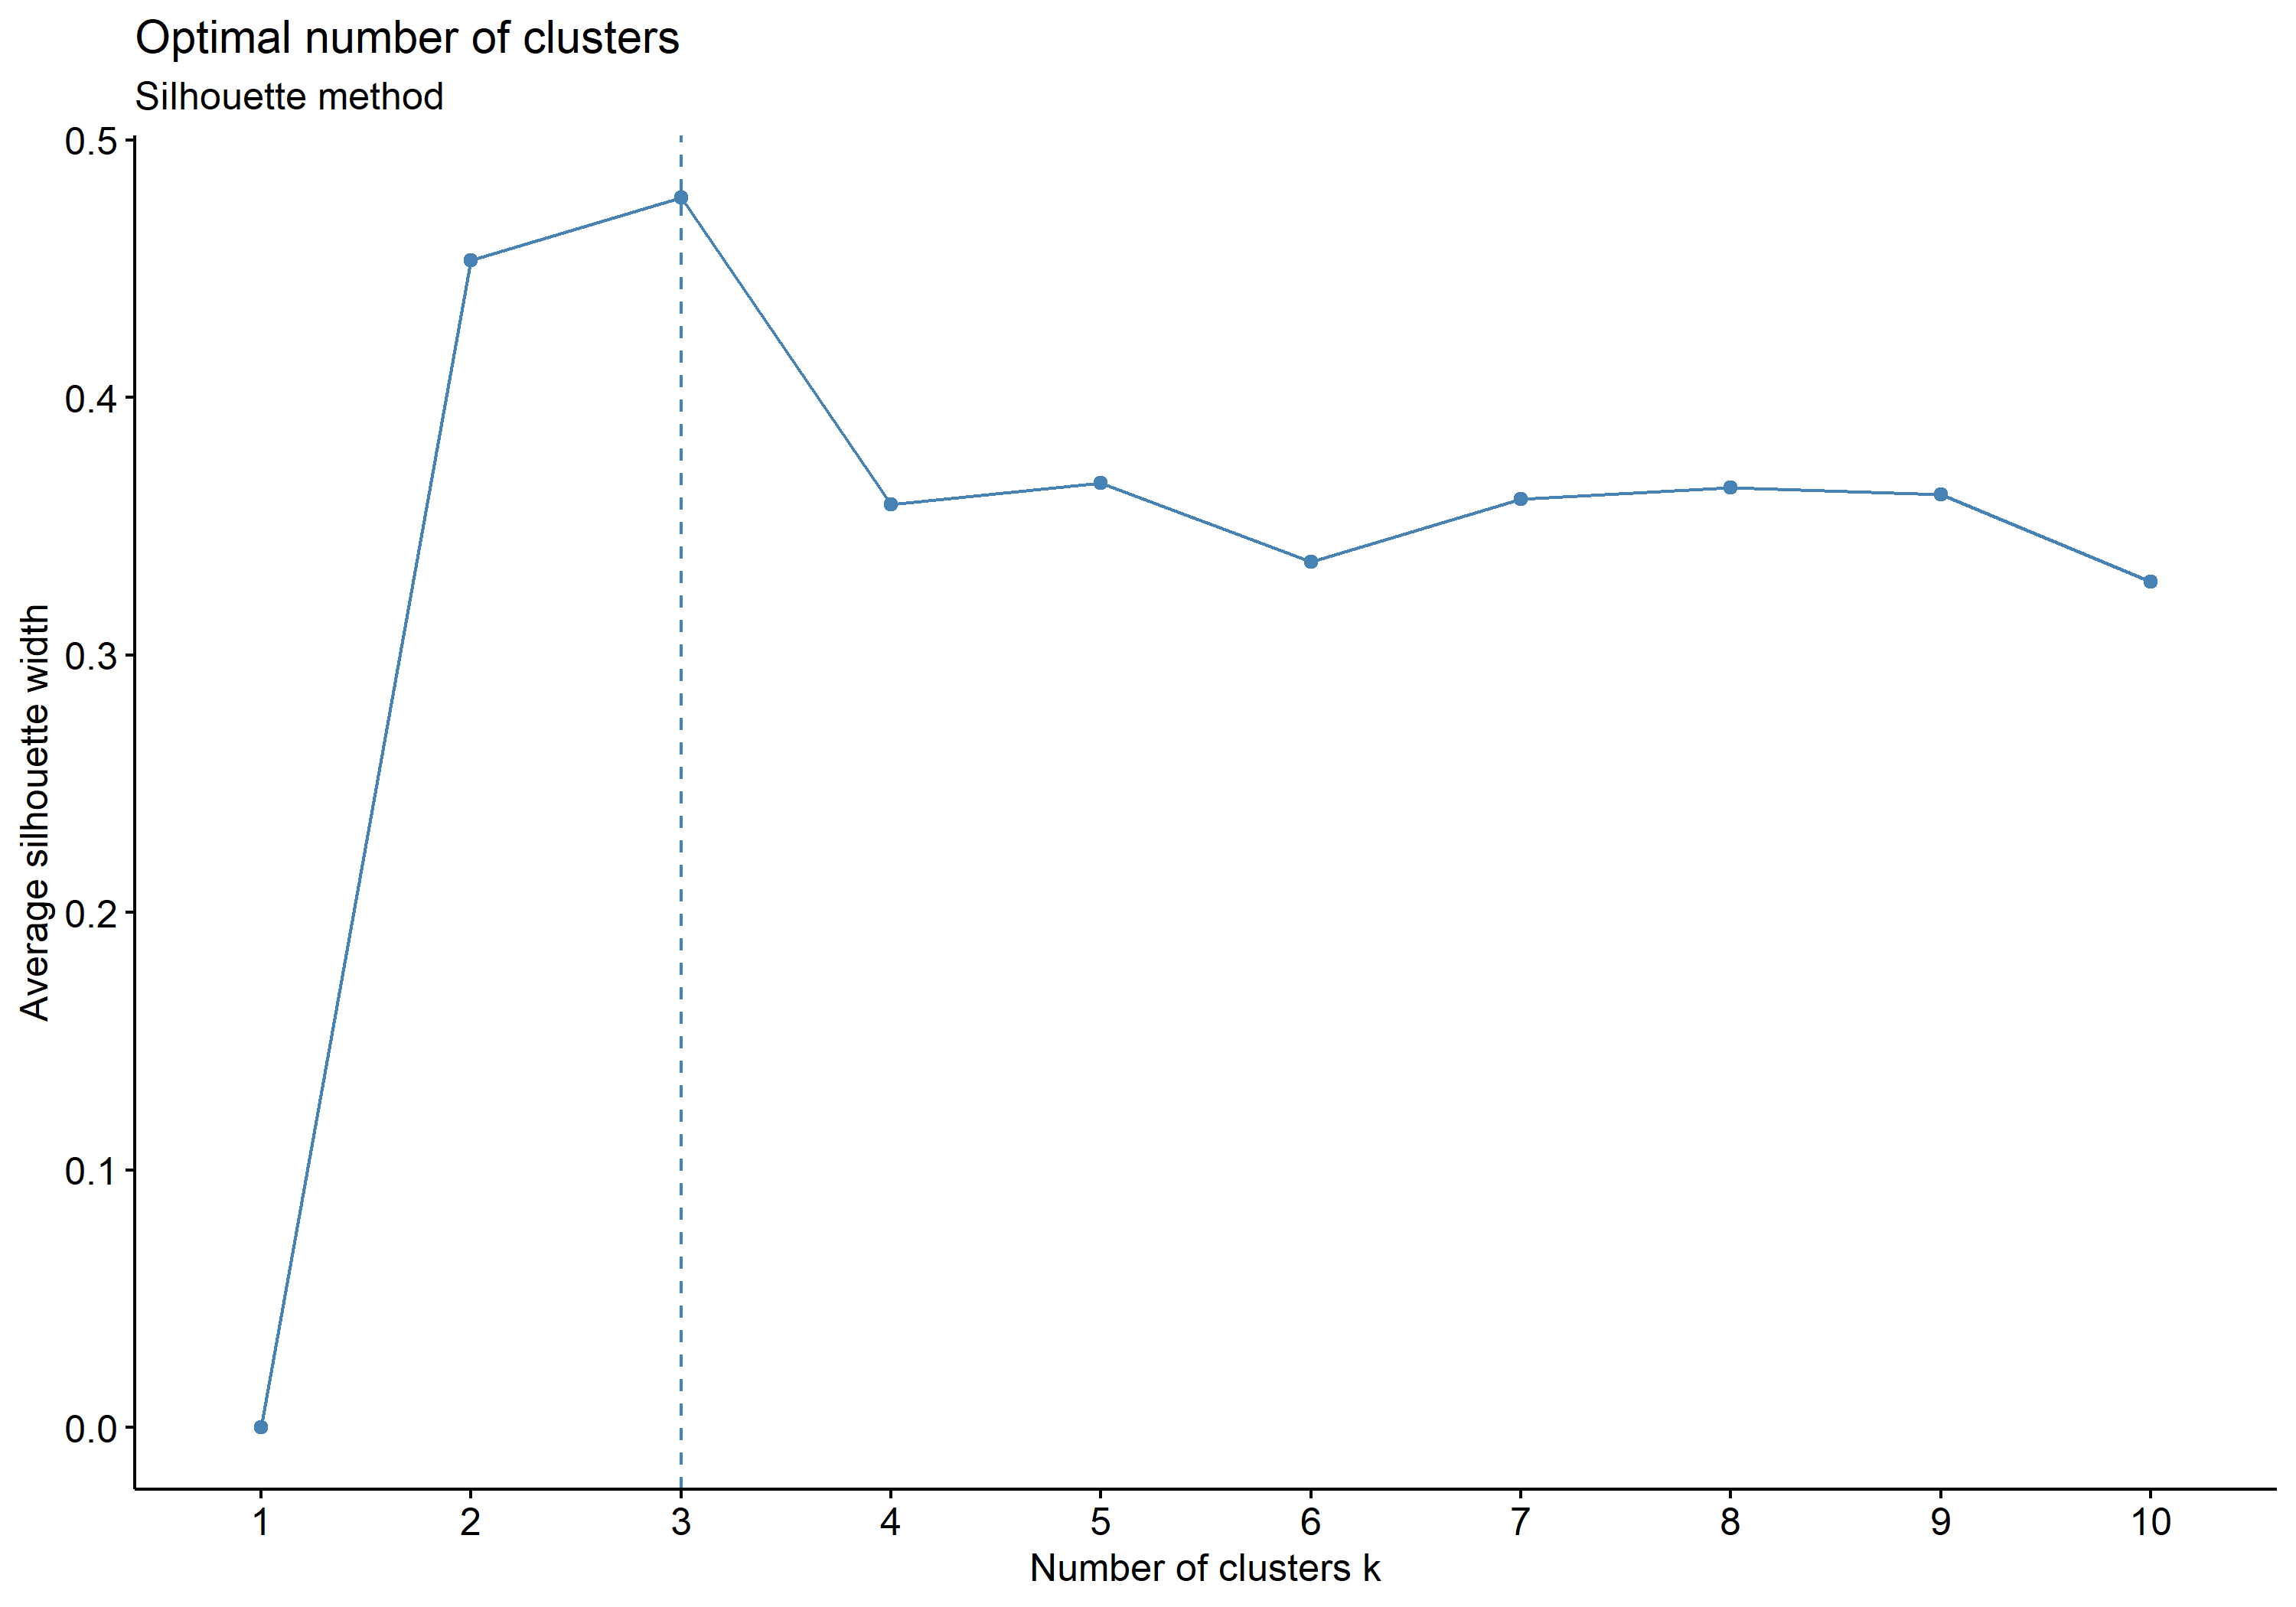 Optimal number of clusters
Silhouette method
Average silhouette width
0.5
0.4
0.3
0.2
0.1
0.0
1 2 3 4 5 6 7 8 9 10
Number of clusters k